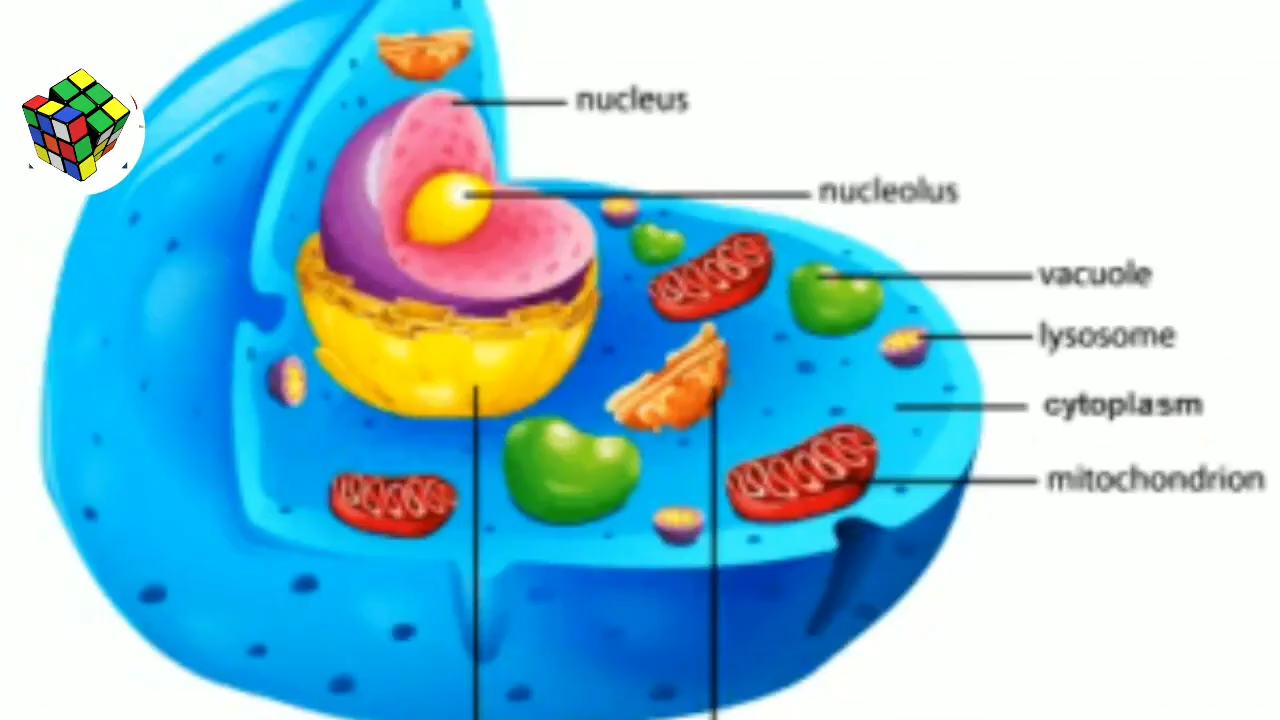 nucleus
nucleolus
vacuole
lysosome
cytoplasm
mitochondrion